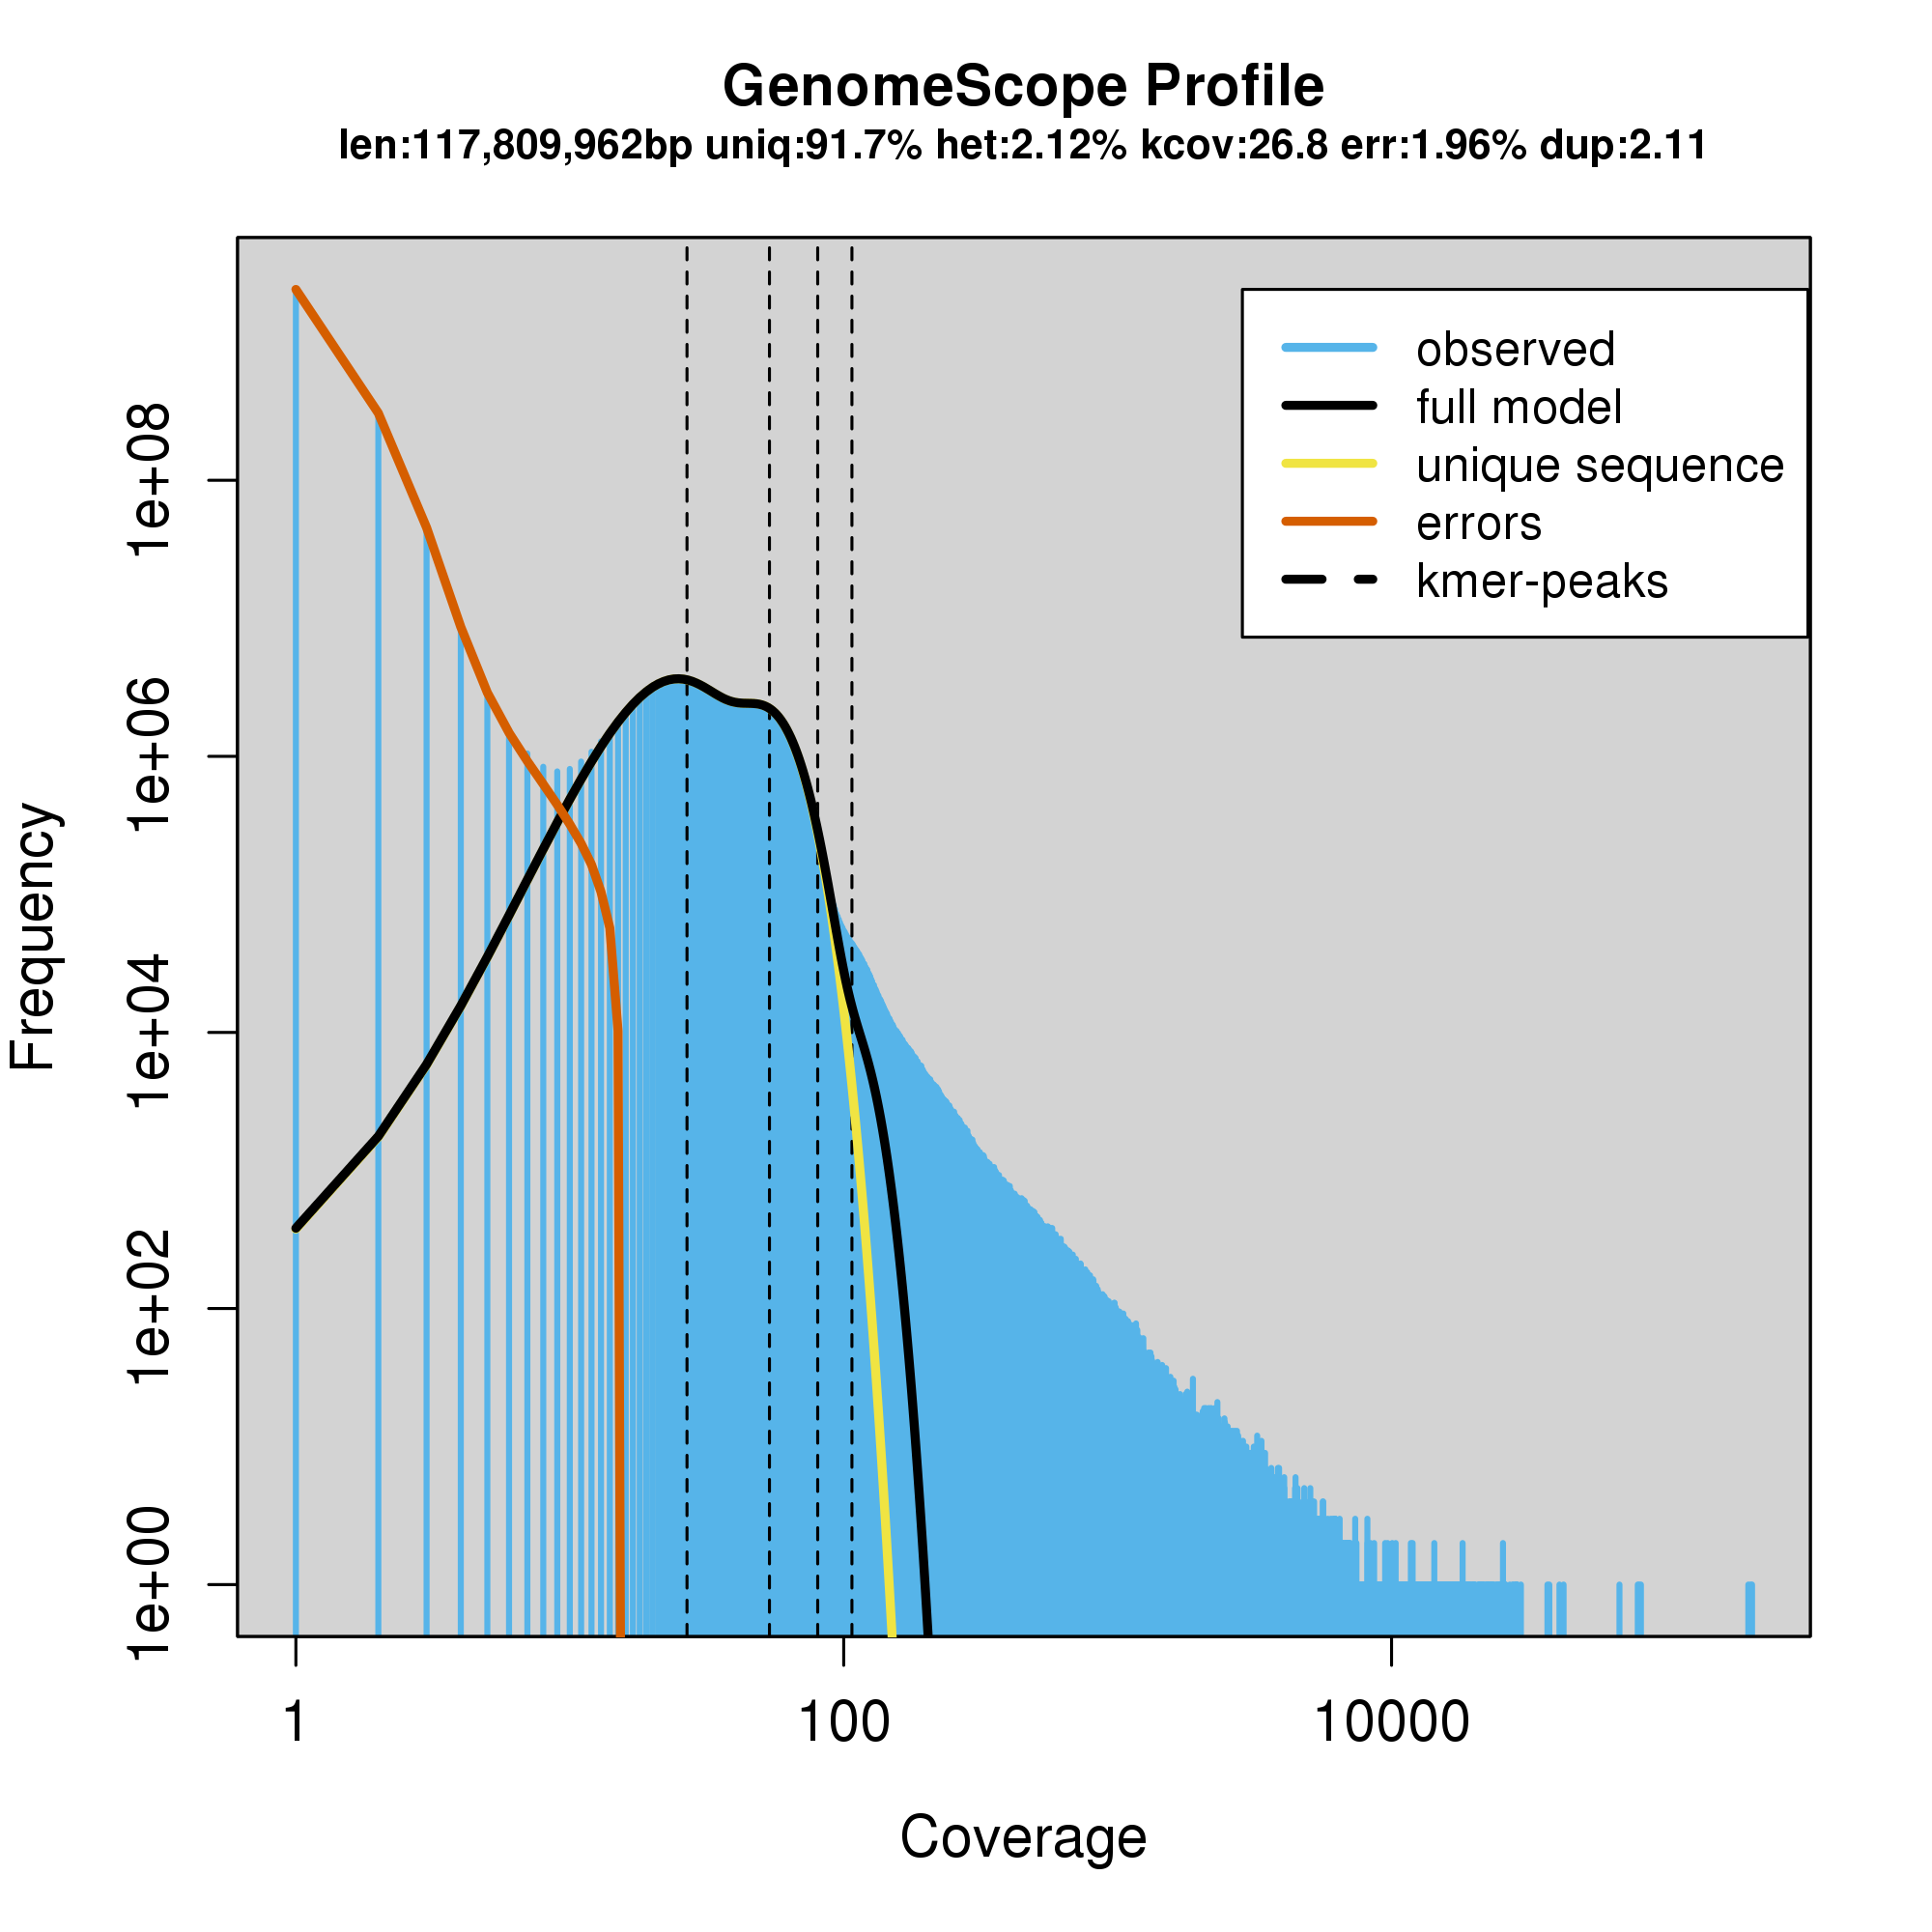 GenomeScope Profile
len:117,809,962bp uniq:91.7% het:2.12% kcov:26.8 err:1.96% dup:2.11
observed
full model
unique sequence
errors
kmer-peaks
Frequency
1e+08
1e+06
1e+04
1e+02
1e+00
1
100
10000
Coverage